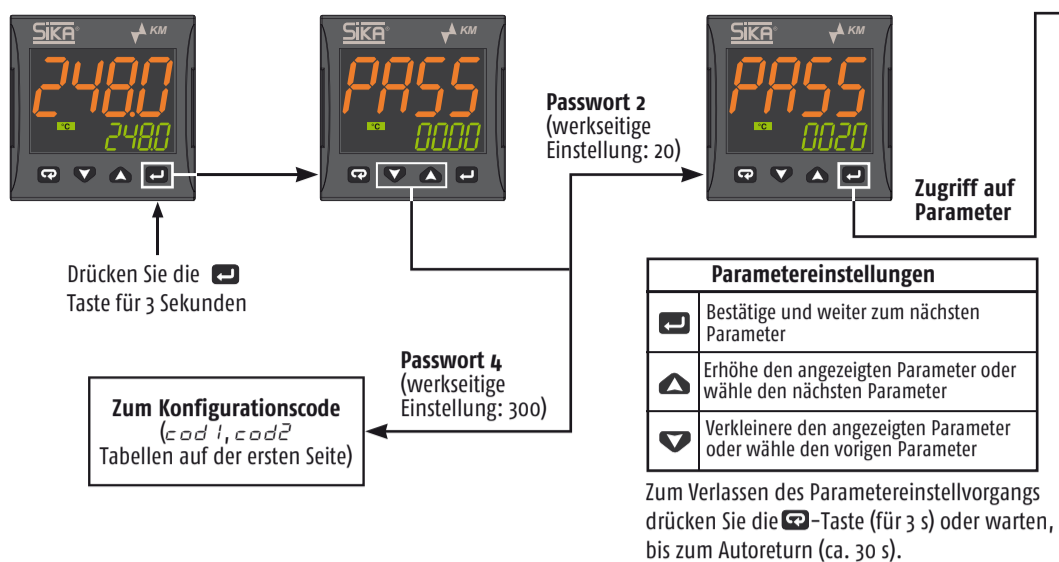 SiKA® KM
248.0
°C
248.0
Drücken Sie die
Taste für 3 Sekunden
SiKA® KM
PASS
°C
0000
Passwort 2
(werkseitige
Einstellung: 20)
SiKA® KM
PASS
°C
0020
Zugriff auf
Parameter
Passwort 4
(werkseitige
Einstellung: 300)
Zum Konfigurationscode
(cod1, cod2
Tabellen auf der ersten Seite)
Parametereinstellungen
Bestätige und weiter zum nächsten
Parameter
Erhöhe den angezeigten Parameter oder
wähle den nächsten Parameter
Verkleinere den angezeigten Parameter
oder wähle den vorigen Parameter
Zum Verlassen des Parametereinstellvorgangs
drücken Sie die -Taste (für 3 s) oder warten,
bis zum Autoreturn (ca. 30 s).